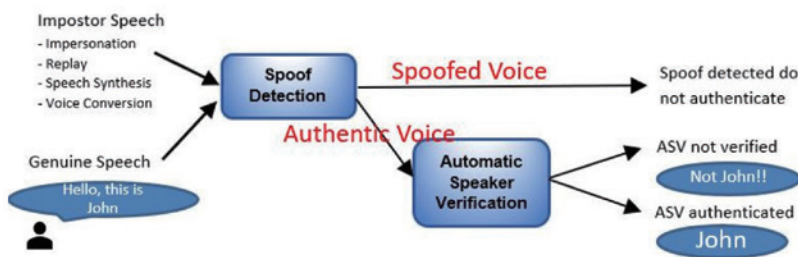 Impostor Speech
- Impersonation
- Replay
- Speech Synthesis
- Voice Conversion
Genuine Speech
Hello, this is
John
Spoof
Detection
Spoofed Voice
Authentic Voice
Automatic
Speaker
Verification
Spoof detected do
not authenticate
ASV not verified
Not John!!
ASV authenticated
John